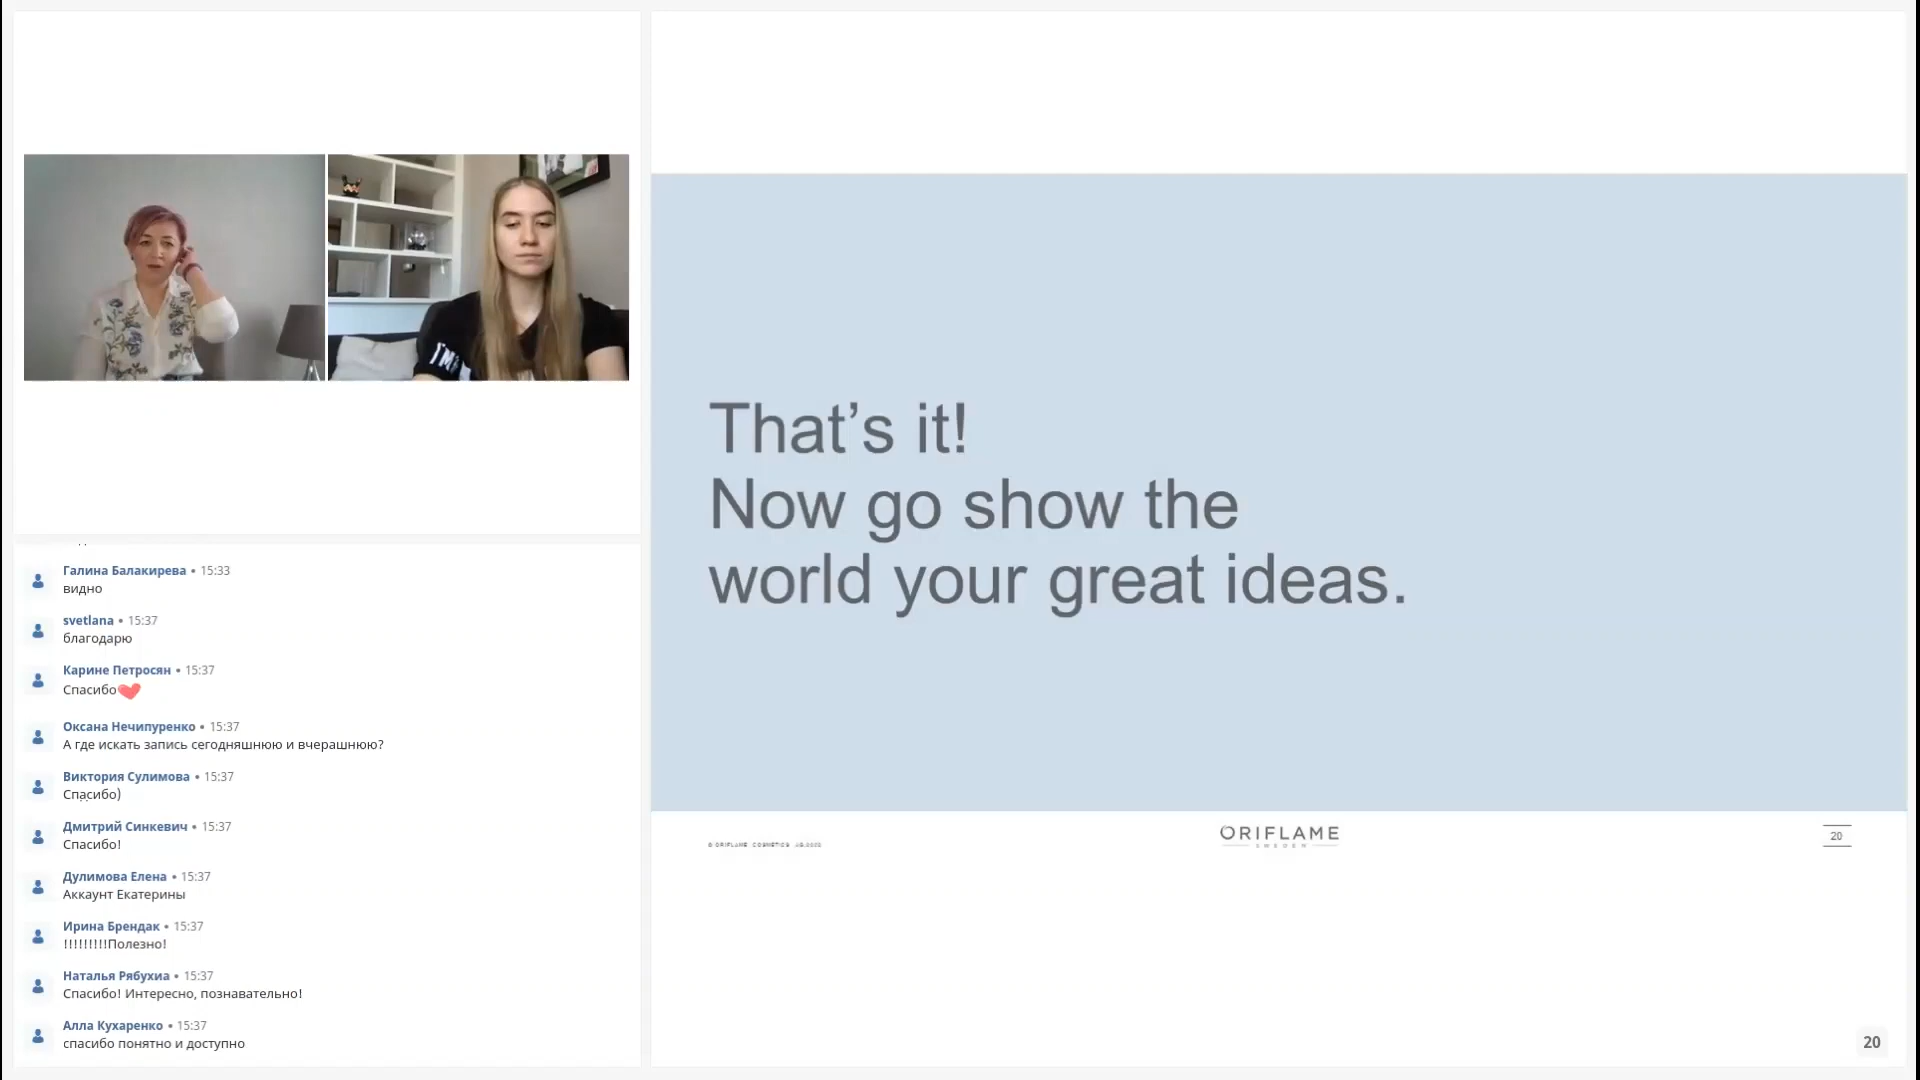 Галина Балакирева • 15:33
видно
svetlana • 15:37
благодарю
Карине Петросян • 15:37
Спасибо❤
Оксана Нечипуренко • 15:37
А где искать запись сегодняшнюю и вчерашнюю?
Виктория Сулимова • 15:37
Спасибо)
Дмитрий Синкевич • 15:37
Спасибо!
Дулимова Елена • 15:37
Аккаунт Екатерины
Ирина Брендак • 15:37
!!!!!!!!!Полезно!
Наталья Рябухиа • 15:37
Спасибо! Интересно, познавательно!
Алла Кухаренко • 15:37
спасибо понятно и доступно
That’s it!
Now go show the
world your great ideas.
© ORIFLAME COSMETICS
ORIFLAME
SWEDEN
20
20